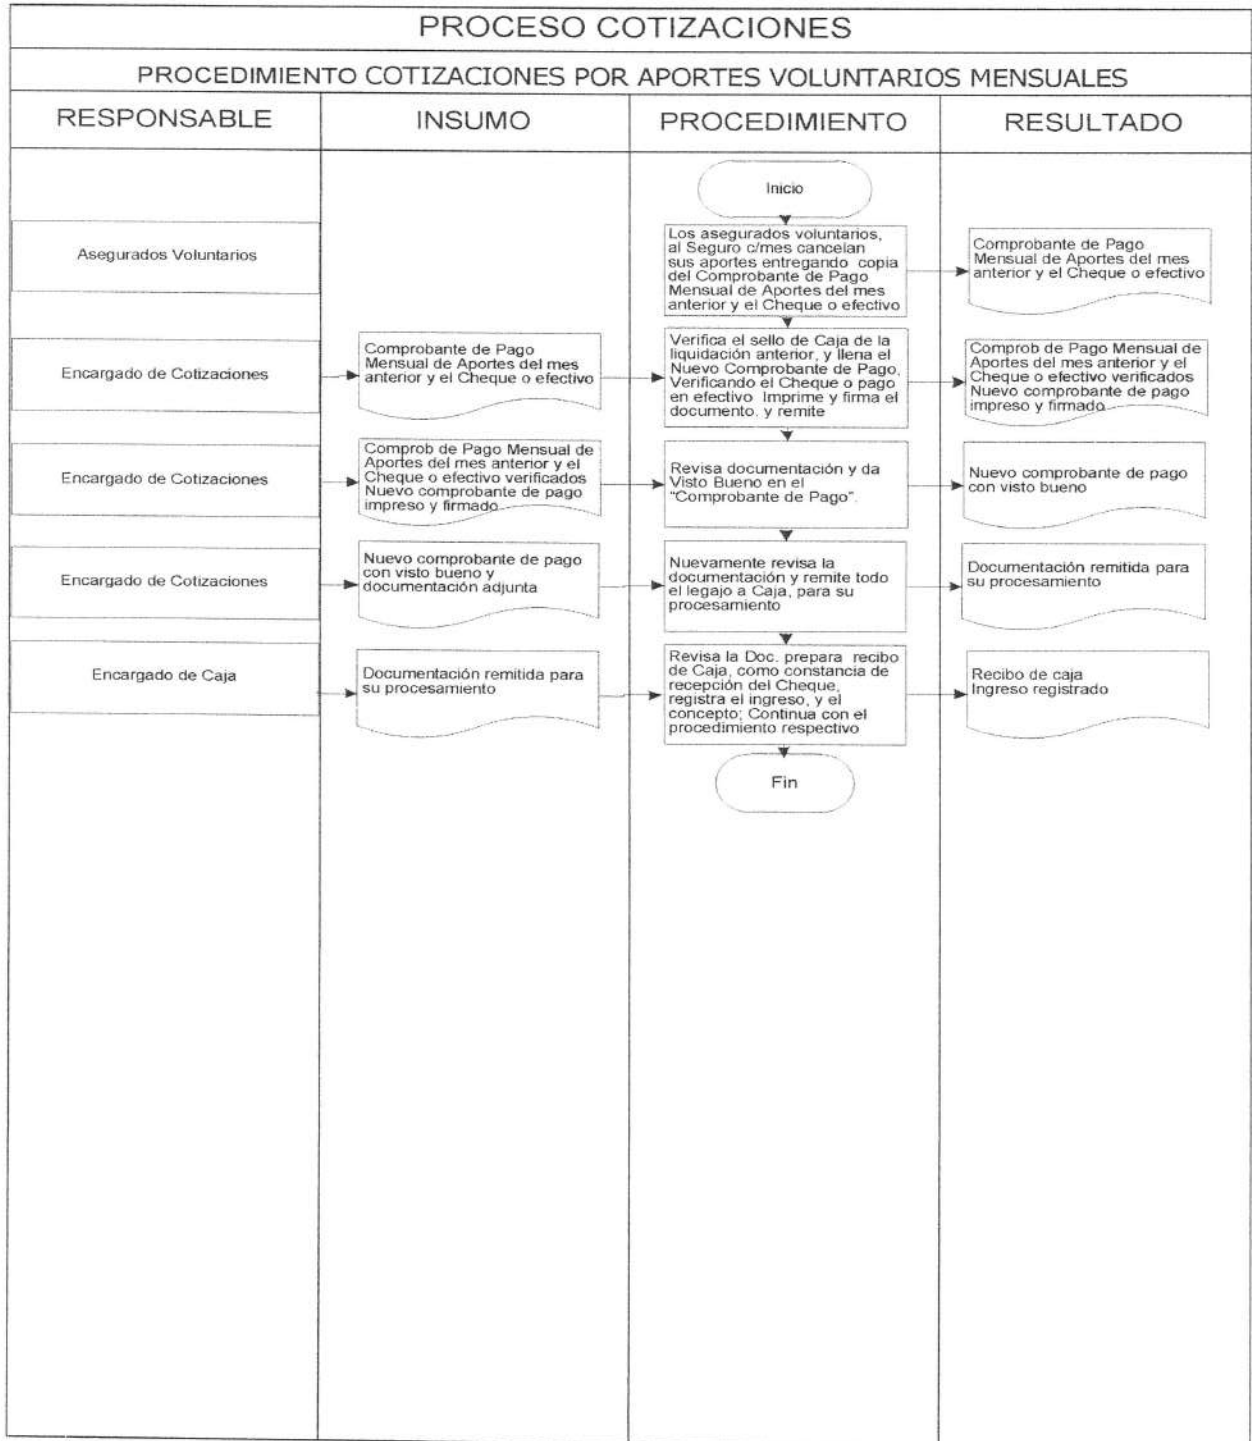 PROCESO COTIZACIONES
PROCEDIMIENTO COTIZACIONES POR APORTES VOLUNTARIOS MENSUALES
RESPONSABLE
INSUMO
PROCEDIMIENTO
RESULTADO
Inicio
Asegurados Voluntarios
Los asegurados voluntarios,
al Seguro c/mes cancelan
sus aportes entregando copia
del Comprobante de Pago
Mensual de Aportes del mes
anterior y el Cheque o efectivo
Comprobante de Pago
Mensual de Aportes del mes
anterior y el Cheque o efectivo
Encargado de Cotizaciones
Comprobante de Pago
Mensual de Aportes del mes
anterior y el Cheque o efectivo
Verifica el sello de Caja de la
liquidación anterior, y llena el
Nuevo Comprobante de Pago,
Verificando el Cheque o pago
en efectivo Imprime y firma el
documento. y remite
Comprob de Pago Mensual de
Aportes del mes anterior y el
Cheque o efectivo verificados
Nuevo comprobante de pago
impreso y firmado
Encargado de Cotizaciones
Comprob de Pago Mensual de
Aportes del mes anterior y el
Cheque o efectivo verificados
Nuevo comprobante de pago
impreso y firmado
Revisa documentación y da
Visto Bueno en el
"Comprobante de Pago".
Nuevo comprobante de pago
con visto bueno
Encargado de Cotizaciones
Nuevo comprobante de pago
con visto bueno y
documentación adjunta
Nuevamente revisa la
documentación y remite todo
el legajo a Caja, para su
procesamiento
Documentación remitida para
su procesamiento
Encargado de Caja
Documentación remitida para
su procesamiento
Revisa la Doc. prepara recibo
de Caja, como constancia de
recepción del Cheque,
registra el ingreso, y el
concepto; Continua con el
procedimiento respectivo
Recibo de caja
Ingreso registrado
Fin